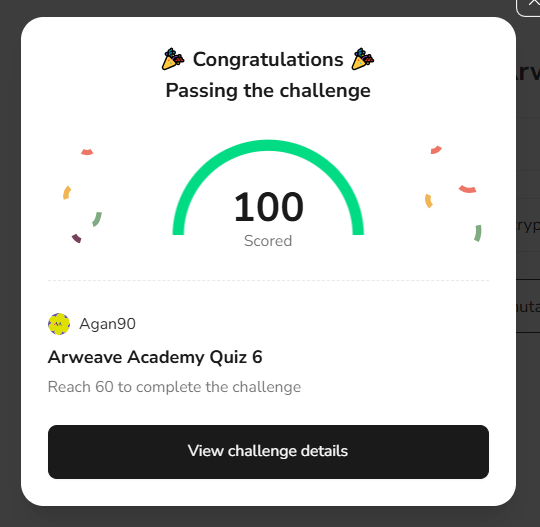 🎉 Congratulations 🎉
Passing the challenge
100
Scored
Agan90
Arweave Academy Quiz 6
Reach 60 to complete the challenge
View challenge details